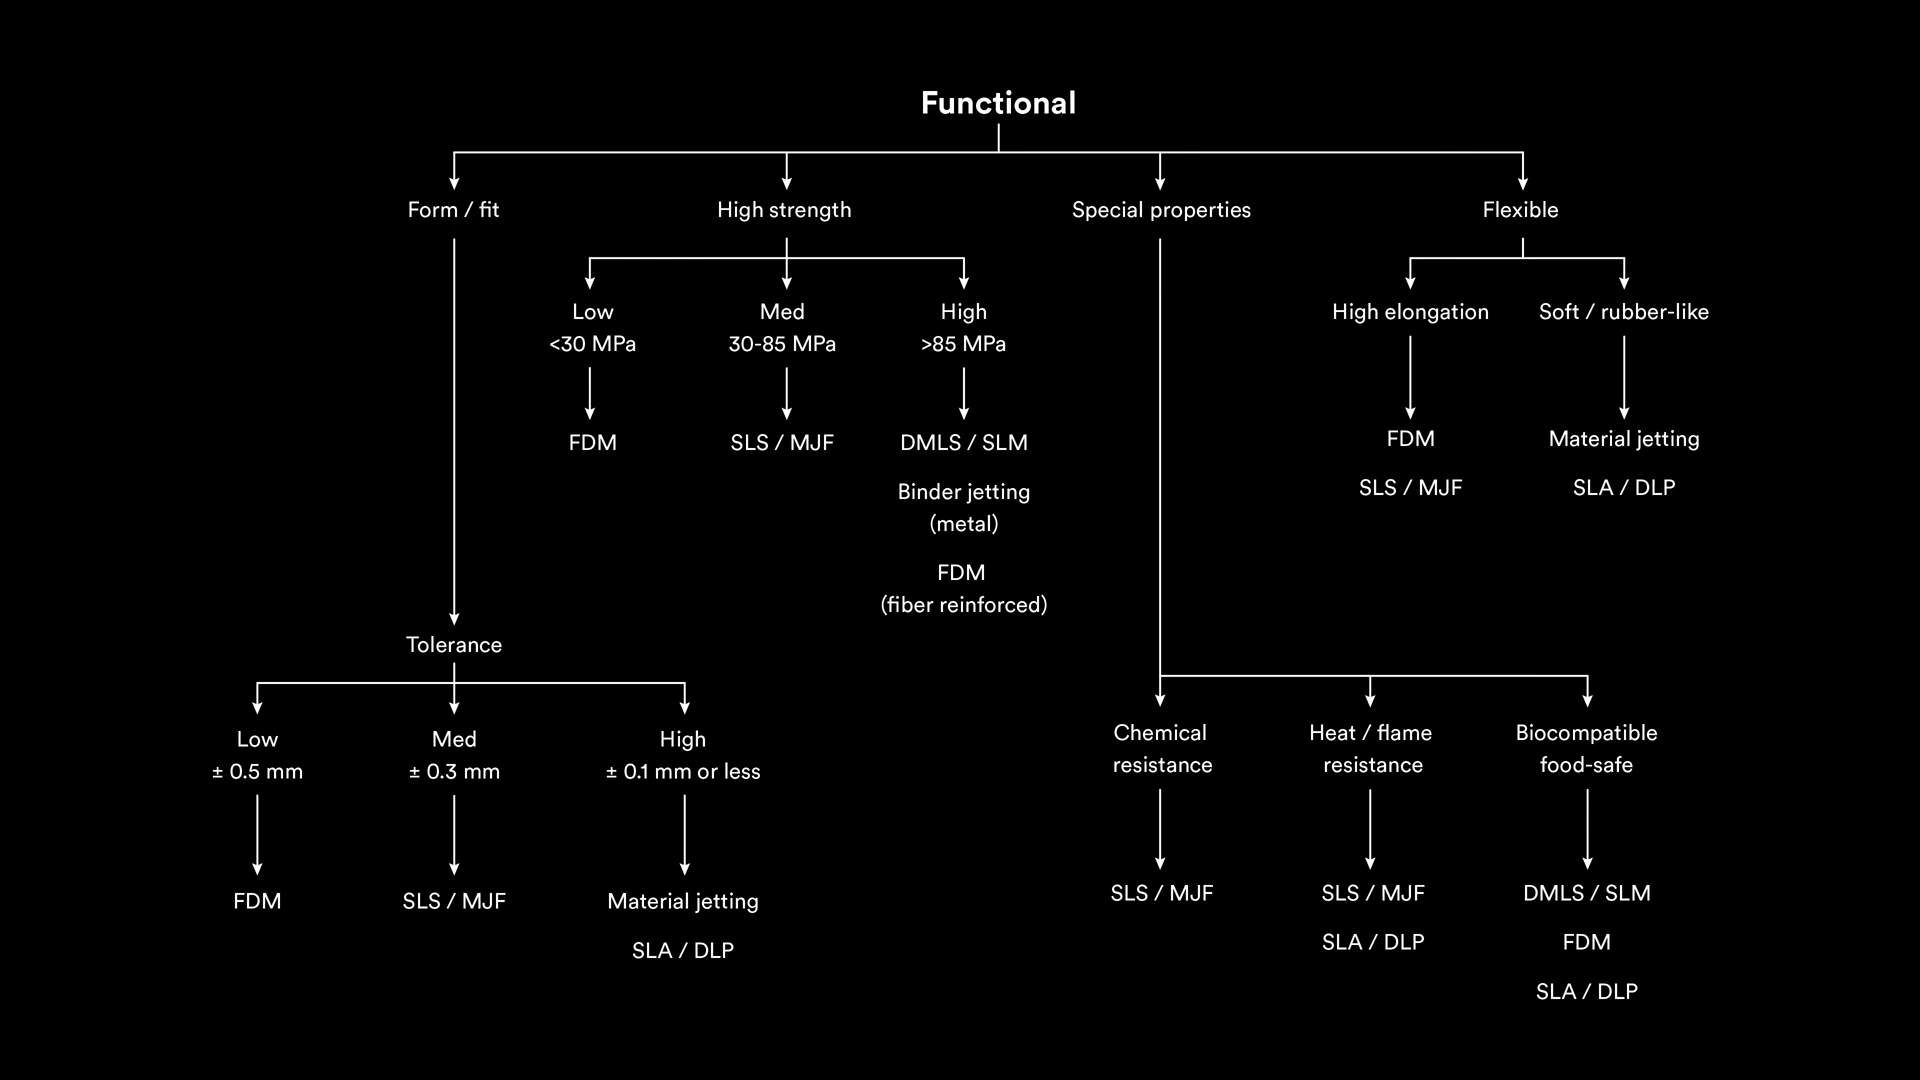 Functional
Form / fit
High strength
Special properties
Flexible
Low
<30 MPa
Med
30-85 MPa
High
>85 MPa
High elongation
Soft / rubber-like
FDM
SLS / MJF
DMLS / SLM
Binder jetting
(metal)
FDM
(fiber reinforced)
FDM
SLS / MJF
Material jetting
SLA / DLP
Tolerance
Low
± 0.5 mm
Med
± 0.3 mm
High
± 0.1 mm or less
Chemical
resistance
Heat / flame
resistance
Biocompatible
food-safe
FDM
SLS / MJF
Material jetting
SLA / DLP
SLS / MJF
SLS / MJF
SLA / DLP
DMLS / SLM
FDM
SLA / DLP